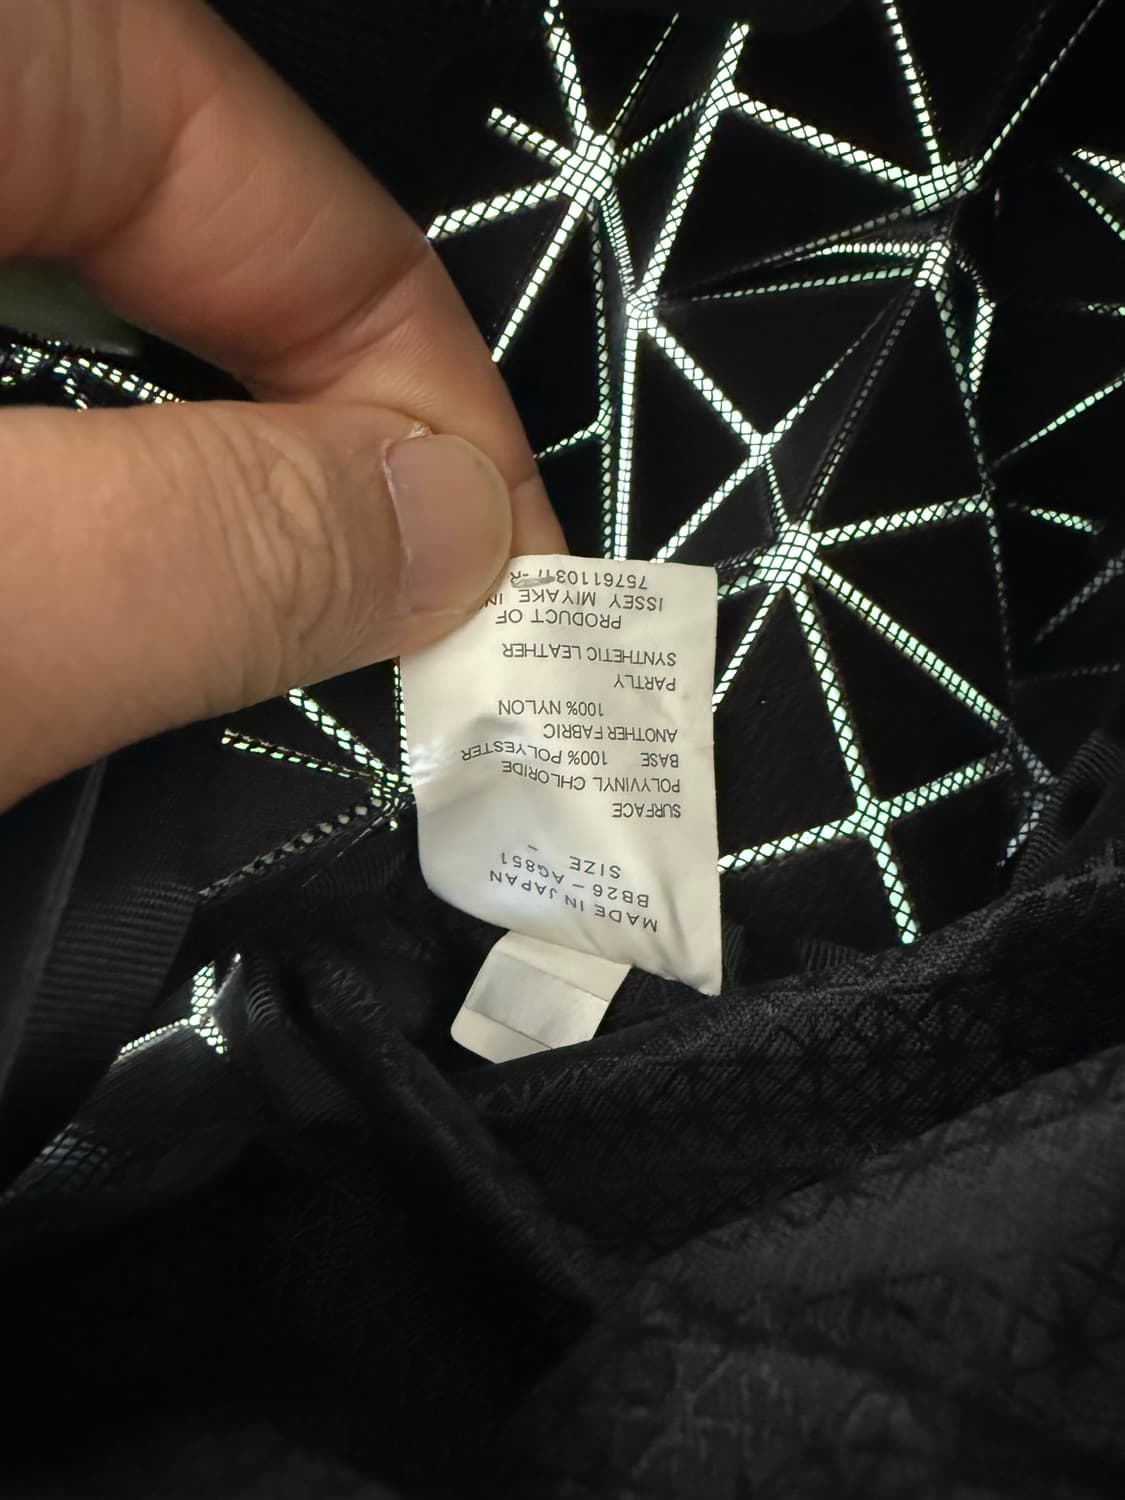 MADE IN JAPAN
BB26 – AG851
SIZE –
SURFACE
POLYVINYL CHLORIDE
BASE 100% POLYESTER
ANOTHER FABRIC
100% NYLON
PARTLY
SYNTHETIC LEATHER
PRODUCT OF
ISSEY MIYAKE